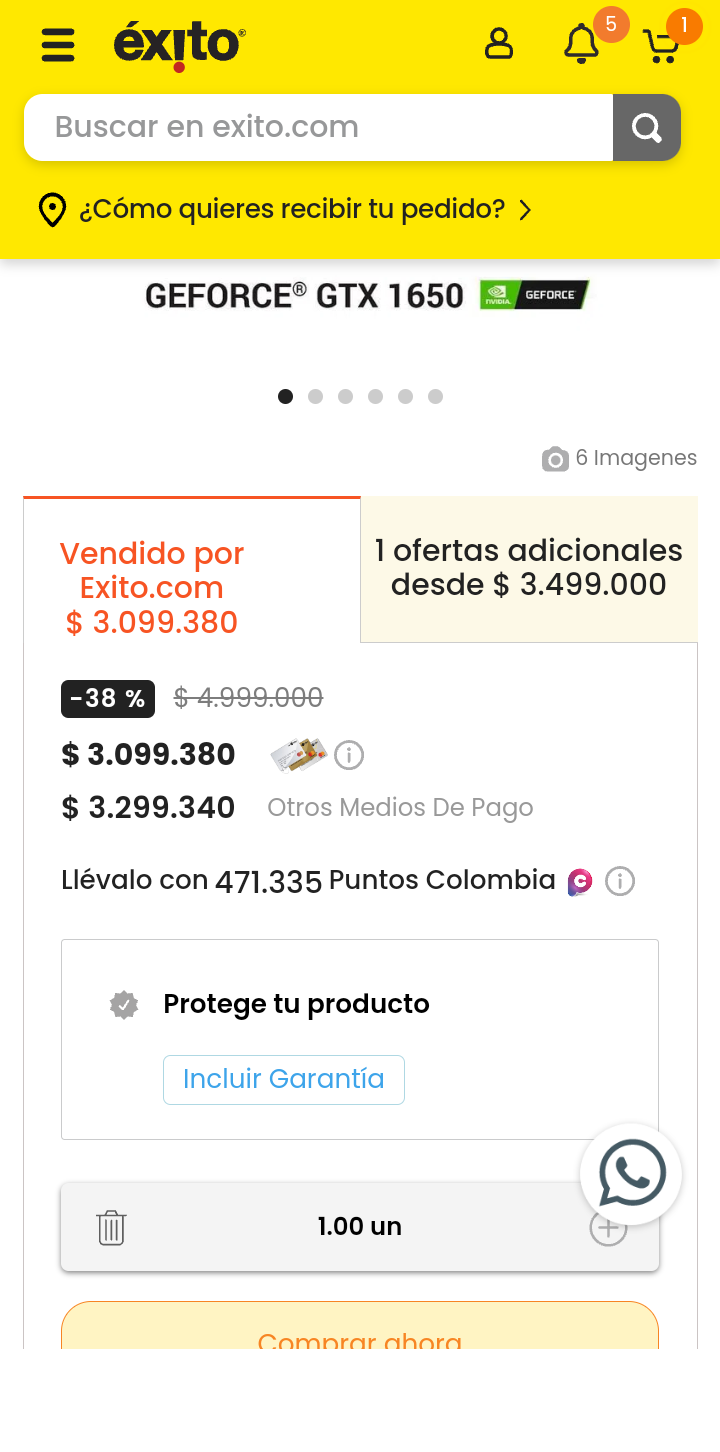 éxito®
5
1
Buscar en exito.com
¿Cómo quieres recibir tu pedido?
GEFORCE® GTX 1650
NVIDIA.
GEFORCE
6 Imagenes
Vendido por
Exito.com
$ 3.099.380
1 ofertas adicionales
desde $ 3.499.000
-38 % $ 4.999.000
$ 3.099.380
$ 3.299.340 Otros Medios De Pago
Llévalo con 471.335 Puntos Colombia
Protege tu producto
Incluir Garantía
1.00 un
Comprar ahora